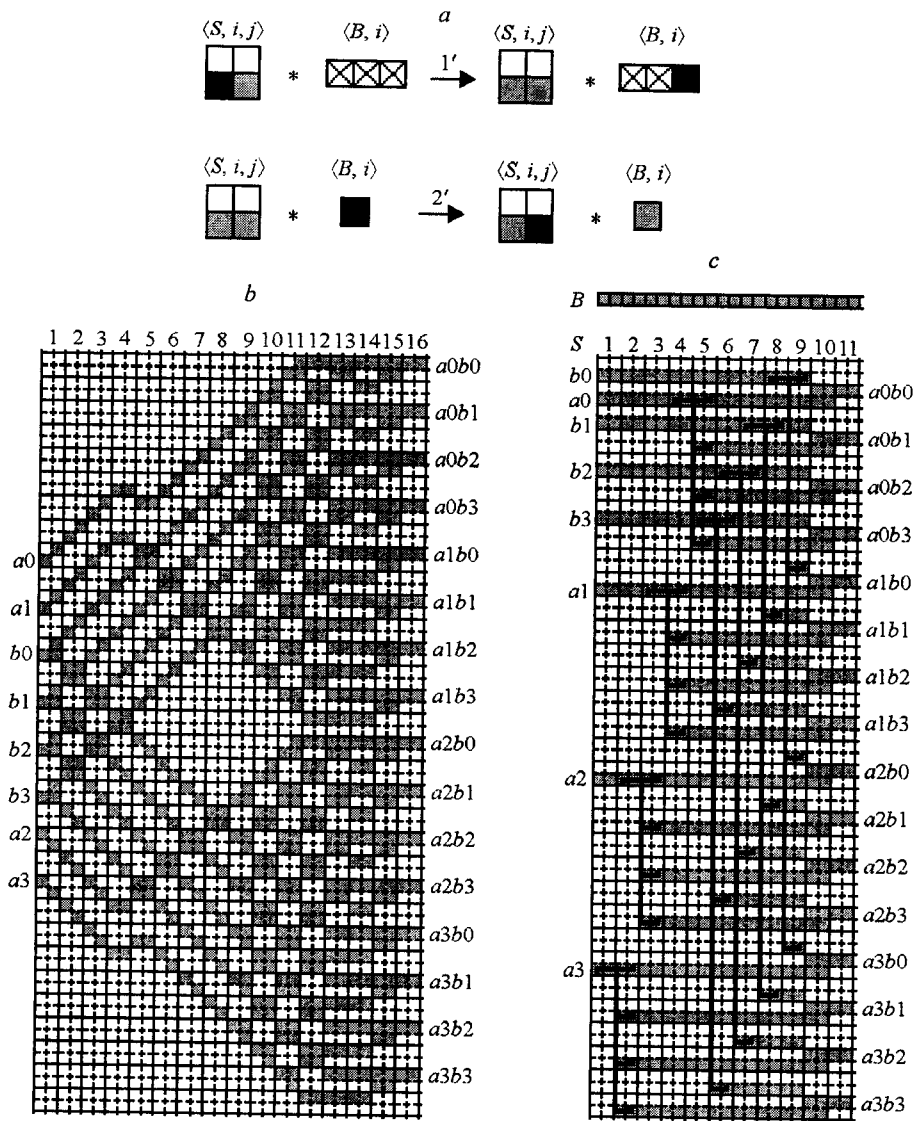 a
⟨S, i, j⟩ ⟨B, i⟩ ⟨S, i, j⟩ ⟨B, i⟩
* 1′ *
⟨S, i, j⟩ ⟨B, i⟩ ⟨S, i, j⟩ ⟨B, i⟩
* 2′ *
b
1 2 3 4 5 6 7 8 9 10 11 12 13 14 15 16
a0b0
a0b1
a0b2
a0b3
a0 a1b0
a1 a1b1
b0 a1b2
b1 a1b3
b2 a2b0
b3 a2b1
a2 a2b2
a3 a2b3
a3b0
a3b1
a3b2
a3b3
c
B
S 1 2 3 4 5 6 7 8 9 10 11
b0 a0b0
a0
b1 a0b1
b2 a0b2
b3 a0b3
a1 a1b0
a1b1
a1b2
a1b3
a2 a2b0
a2b1
a2b2
a2b3
a3 a3b0
a3b1
a3b2
a3b3